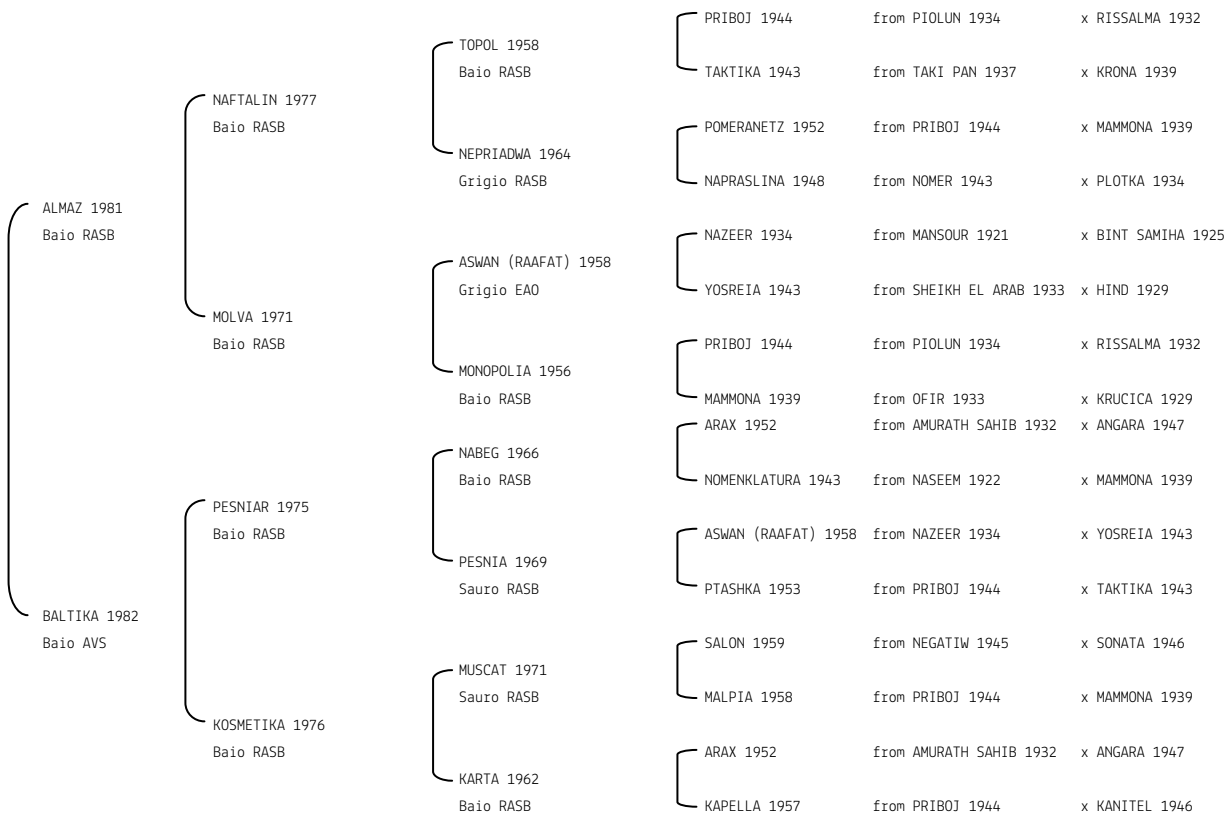 PRIBOJ 1944 from PIOLUN 1934 x RISSALMA 1932
TOPOL 1958
Baio RASB TAKTIKA 1943 from TAKI PAN 1937 x KRONA 1939
NAFTALIN 1977
Baio RASB POMERANETZ 1952 from PRIBOJ 1944 x MAMMONA 1939
NEPRIADWA 1964
Grigio RASB NAPRASLINA 1948 from NOMER 1943 x PLOTKA 1934
ALMAZ 1981
Baio RASB NAZEER 1934 from MANSOUR 1921 x BINT SAMIHA 1925
ASWAN (RAAFAT) 1958
Grigio EAO YOSREIA 1943 from SHEIKH EL ARAB 1933 x HIND 1929
MOLVA 1971
Baio RASB PRIBOJ 1944 from PIOLUN 1934 x RISSALMA 1932
MONOPOLIA 1956
Baio RASB MAMMONA 1939 from OFIR 1933 x KRUCICA 1929
ARAX 1952 from AMURATH SAHIB 1932 x ANGARA 1947
NABEG 1966
Baio RASB NOMENKLATURA 1943 from NASEEM 1922 x MAMMONA 1939
PESNIAR 1975
Baio RASB ASWAN (RAAFAT) 1958 from NAZEER 1934 x YOSREIA 1943
PESNIA 1969
Sauro RASB PTASHKA 1953 from PRIBOJ 1944 x TAKTIKA 1943
BALTIKA 1982
Baio AVS SALON 1959 from NEGATIW 1945 x SONATA 1946
MUSCAT 1971
Sauro RASB MALPIA 1958 from PRIBOJ 1944 x MAMMONA 1939
KOSMETIKA 1976
Baio RASB ARAX 1952 from AMURATH SAHIB 1932 x ANGARA 1947
KARTA 1962
Baio RASB KAPELLA 1957 from PRIBOJ 1944 x KANITEL 1946